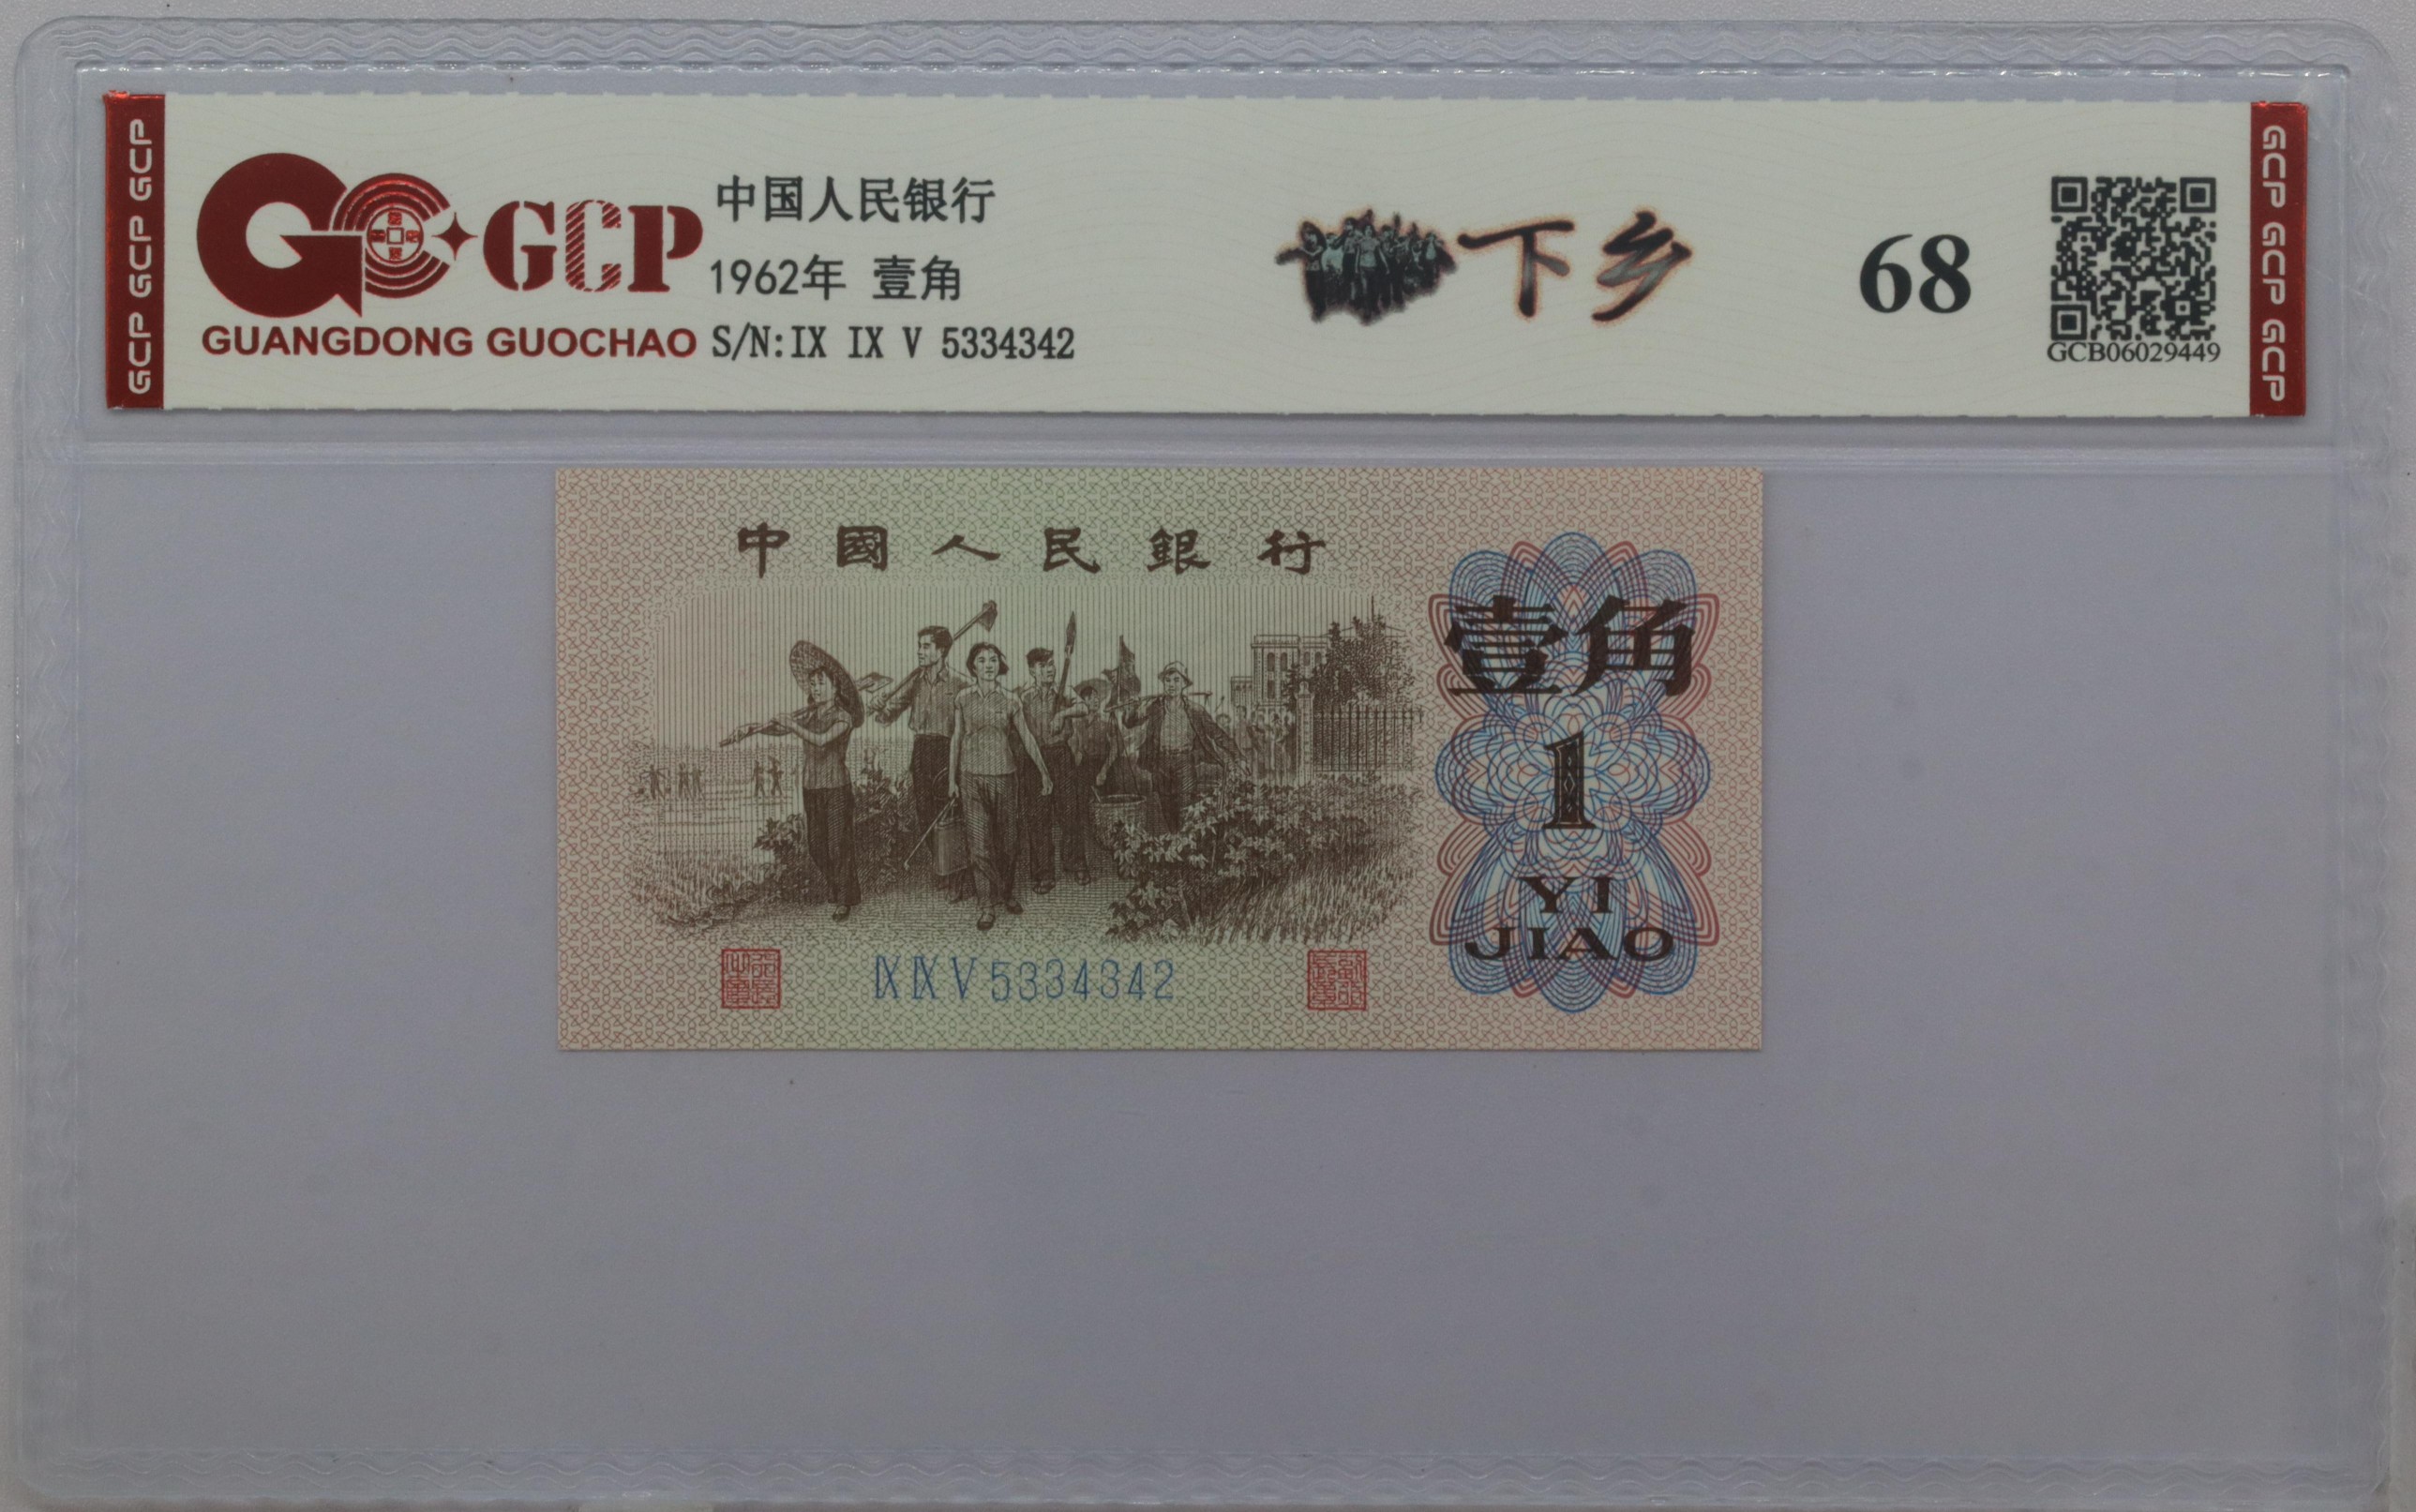 GCP GCP GCP
GCP
GUANGDONG GUOCHAO
中国人民银行
1962年 壹角
S/N:IX IX V 5334342
下乡
68
GCB06029449
GCP GCP GCP
中國人民銀行
壹角
1
YI
JIAO
IX IX V 5334342